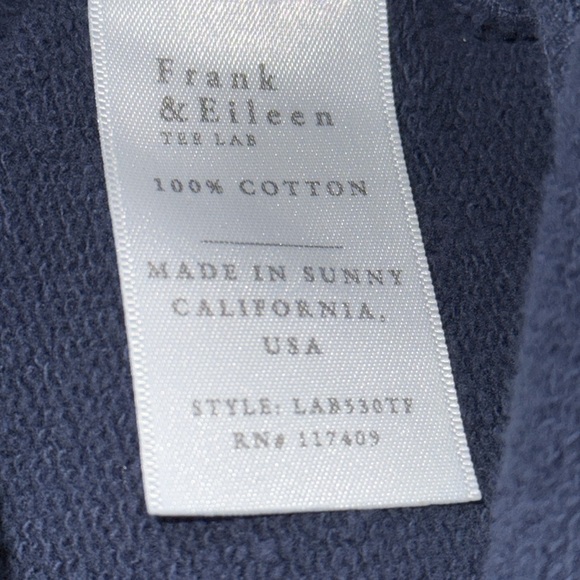 Frank
& Eileen
TEE LAB
100% COTTON
MADE IN SUNNY
CALIFORNIA,
USA
STYLE: LAB530TF
RN# 117409